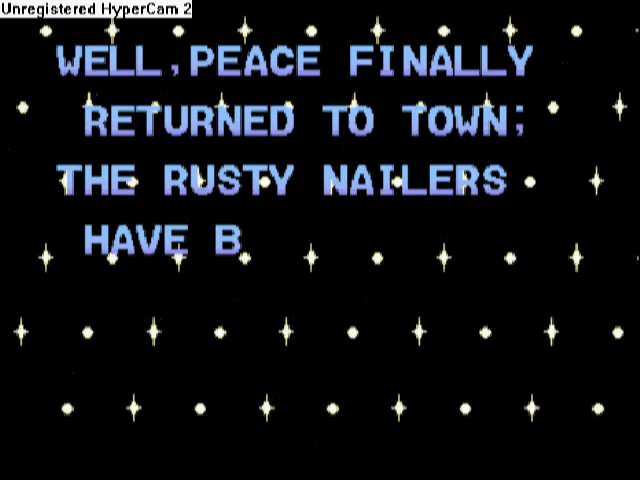 Unregistered HyperCam 2
WELL,PEACE FINALLY
RETURNED TO TOWN;
THE RUSTY NAILERS
HAVE B